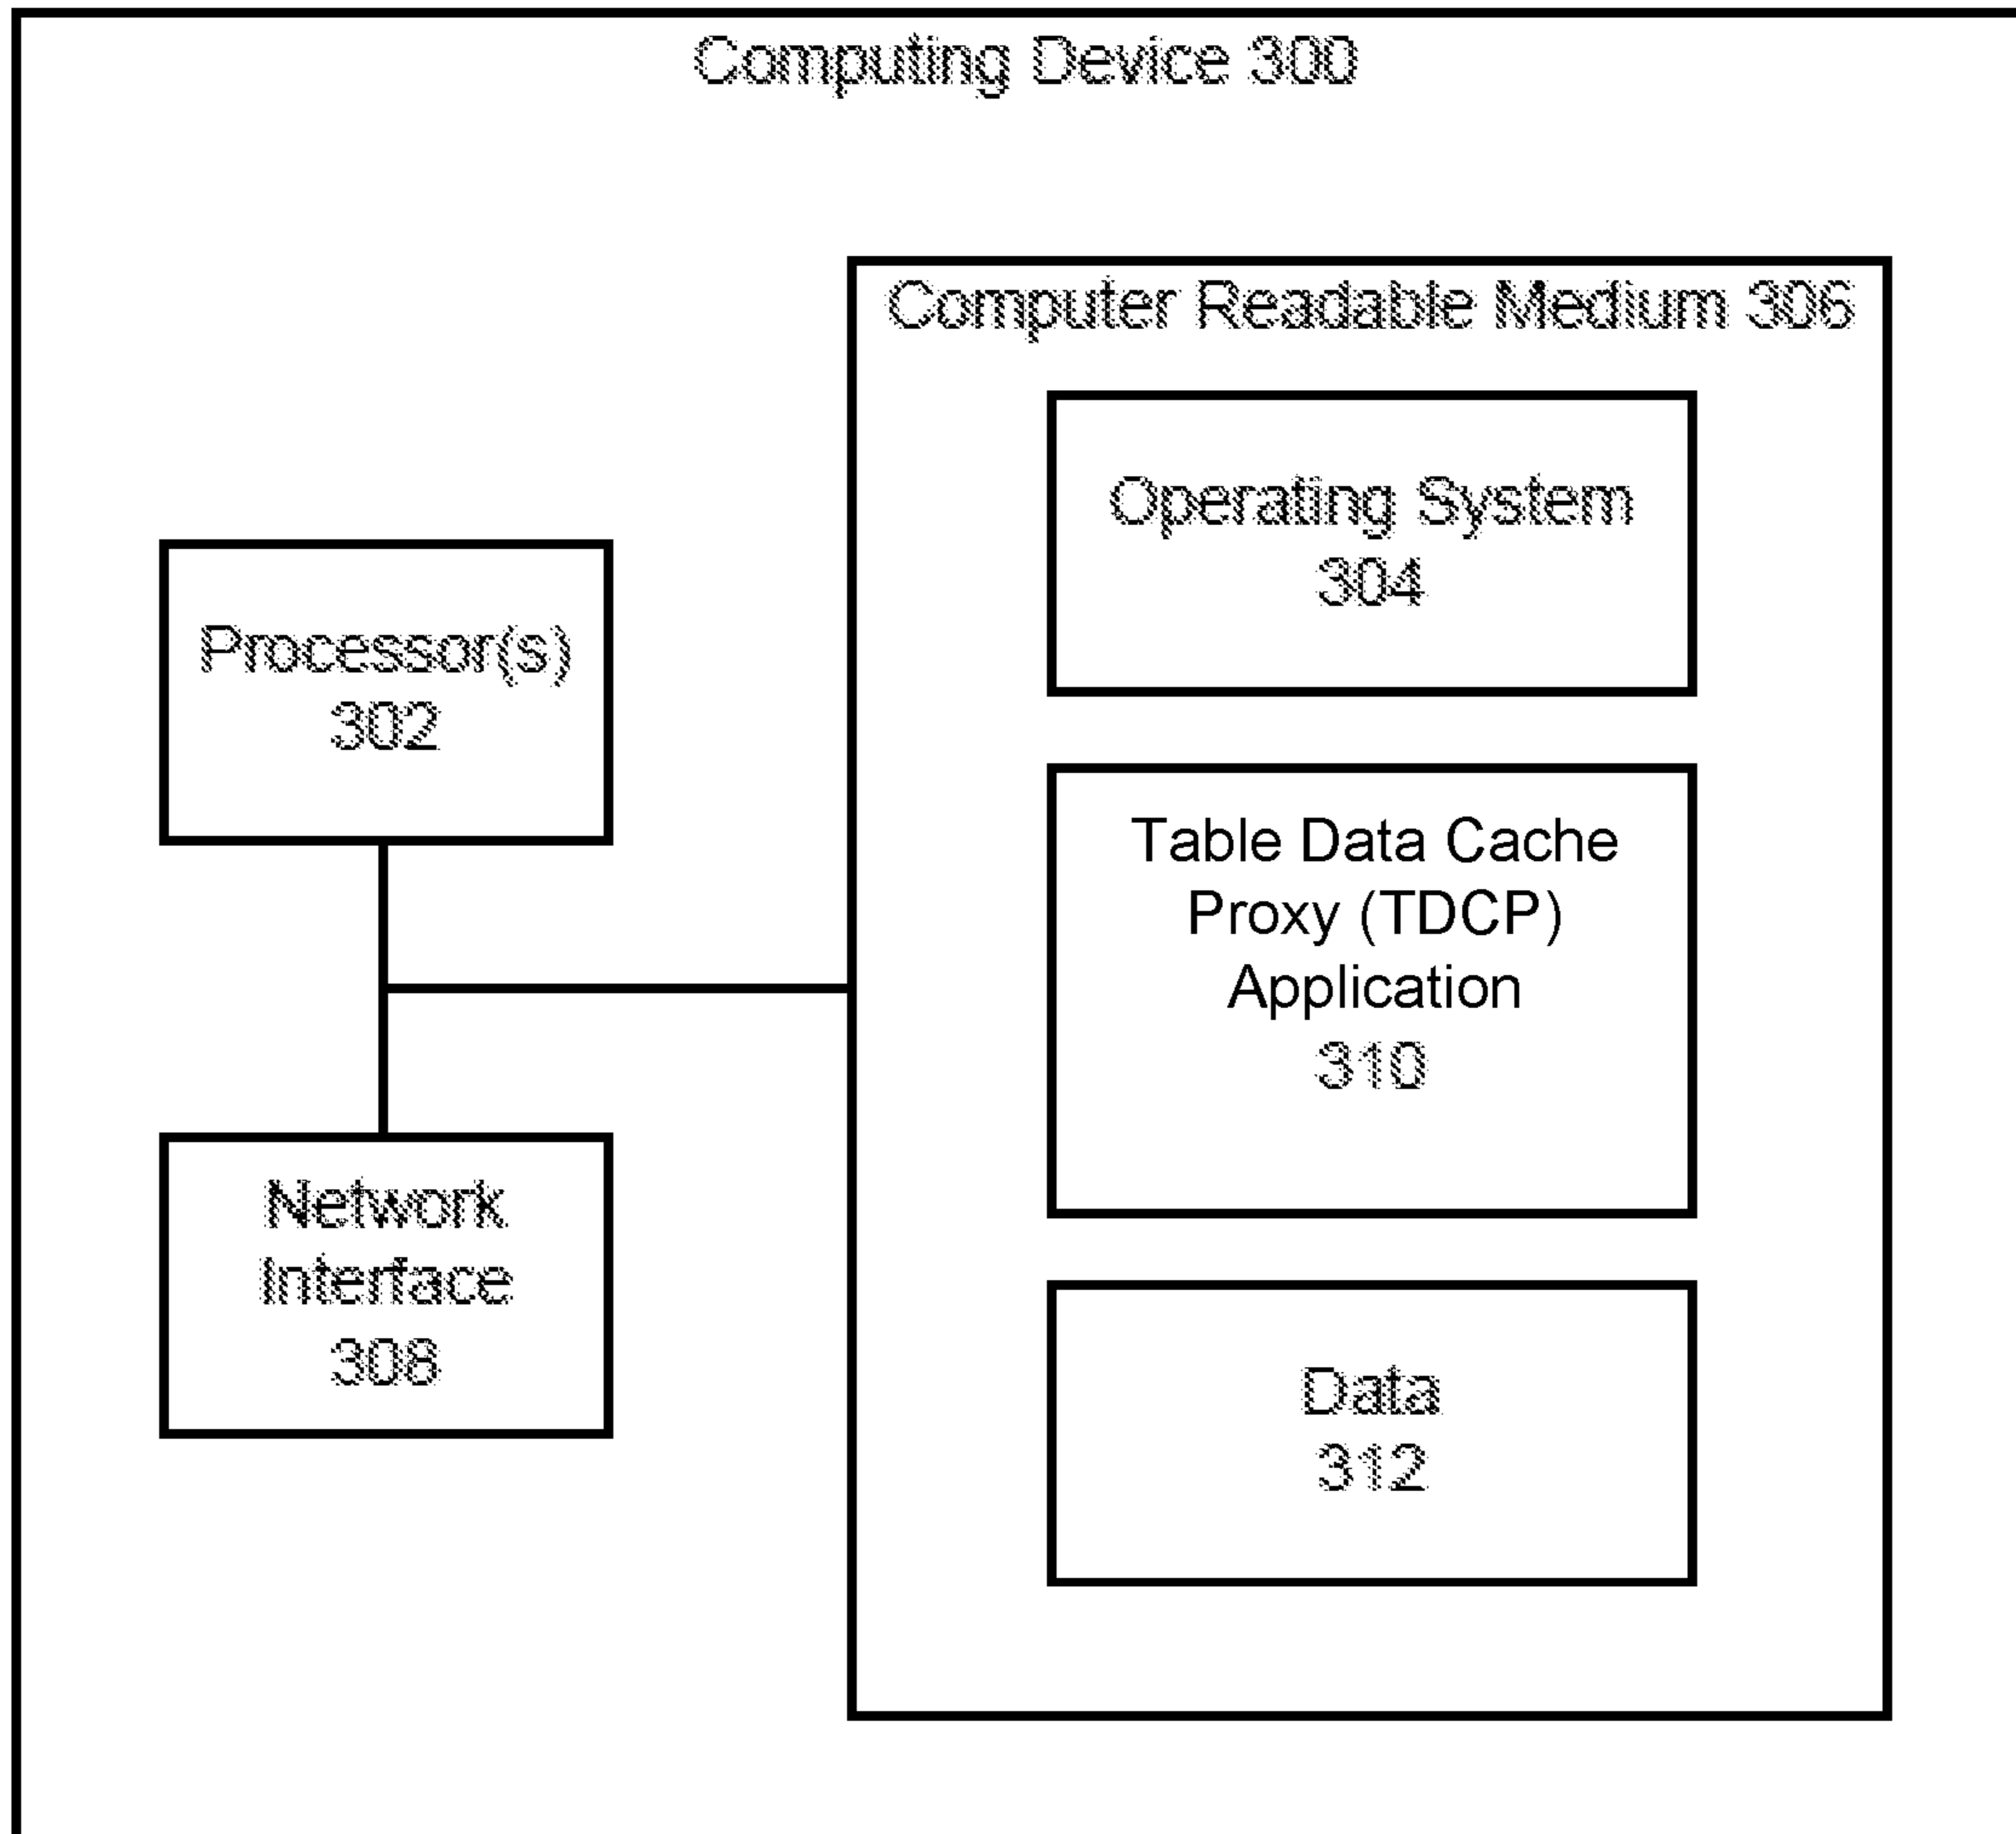 Computing Device 300
Computer Readable Medium 306
Operating System
304
Processor(s)
302
Table Data Cache
Proxy (TDCP)
Application
310
Network
Interface
308
Data
312